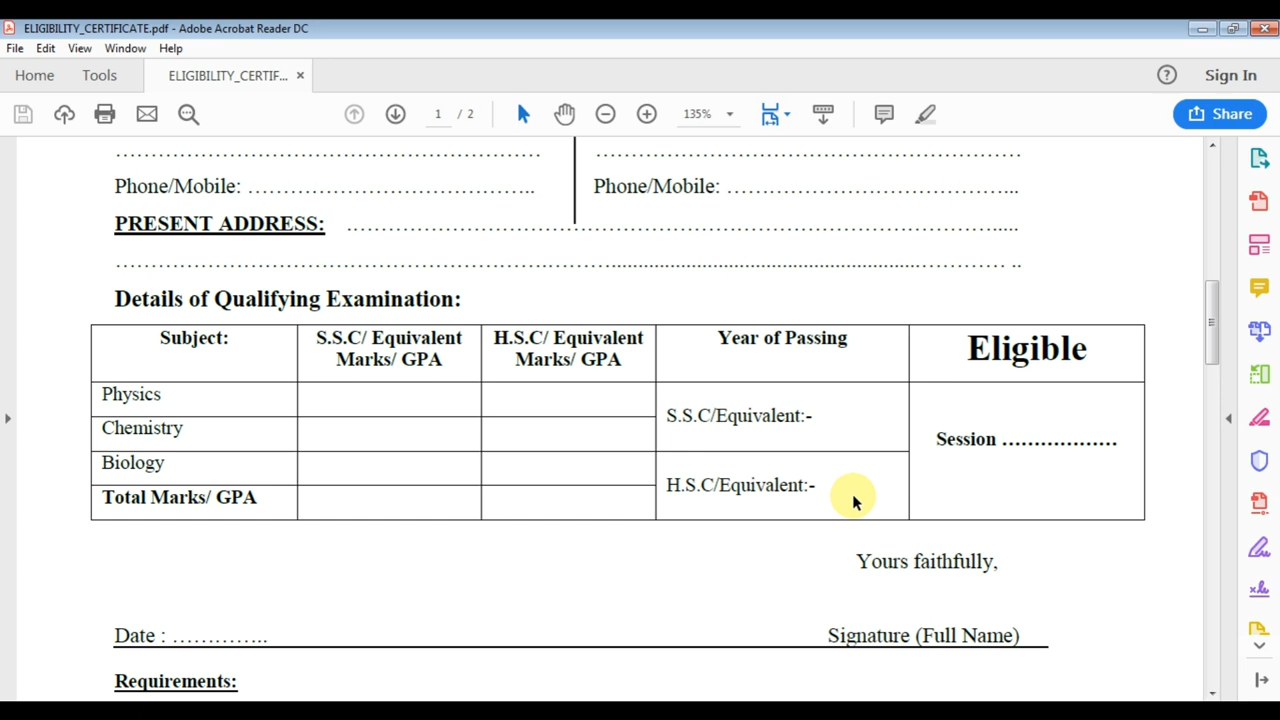 ELIGIBILITY_CERTIFICATE.pdf - Adobe Acrobat Reader DC
File Edit View Window Help
Home Tools ELIGIBILITY_CERTIF... × ? Sign In
1 / 2 135% Share
........................................................ ........................................................
Phone/Mobile: ...................................... Phone/Mobile: ......................................
PRESENT ADDRESS: ........................................................................................
........................................................................................................................ ..
Details of Qualifying Examination:
Subject: S.S.C/ Equivalent Marks/ GPA H.S.C/ Equivalent Marks/ GPA Year of Passing Eligible
Physics
S.S.C/Equivalent:-
Chemistry
Session ..................
Biology
H.S.C/Equivalent:-
Total Marks/ GPA
Yours faithfully,
Date : .............. Signature (Full Name)
Requirements: